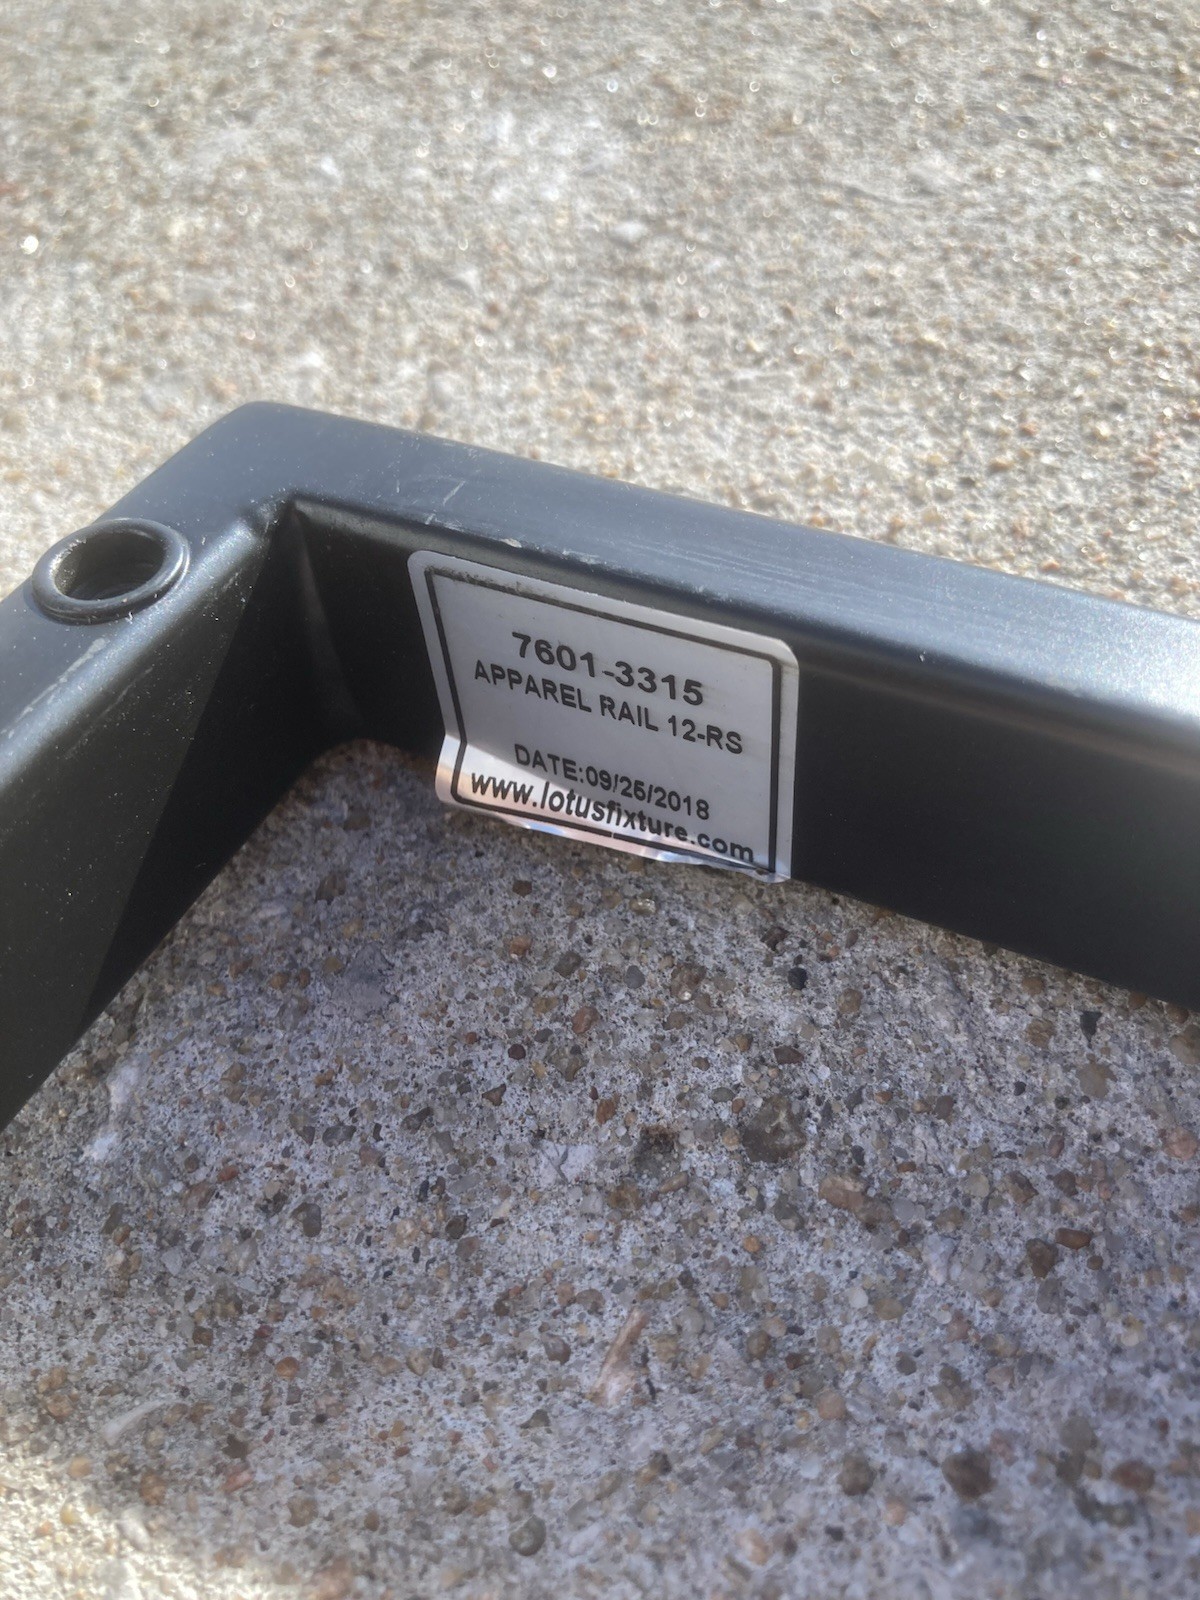 7601-3315
APPAREL RAIL 12-RS
DATE:09/25/2018
www.lotusfixture.com